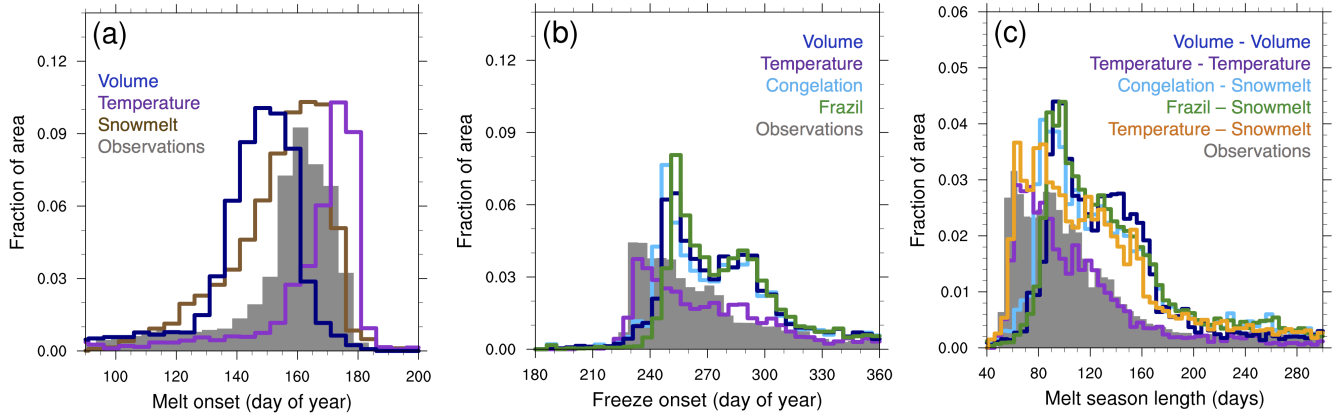 (a)
Volume
Temperature
Snowmelt
Observations
0.12
0.09
0.06
0.03
0.00
Fraction of area
100 120 140 160 180 200
Melt onset (day of year)
(b)
Volume
Temperature
Congelation
Frazil
Observations
0.12
0.09
0.06
0.03
0.00
Fraction of area
180 210 240 270 300 330 360
Freeze onset (day of year)
(c)
Volume - Volume
Temperature - Temperature
Congelation - Snowmelt
Frazil – Snowmelt
Temperature – Snowmelt
Observations
0.06
0.05
0.04
0.03
0.02
0.01
0.00
Fraction of area
40 80 120 160 200 240 280
Melt season length (days)